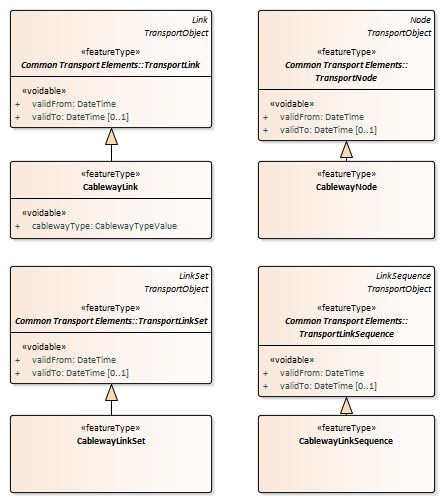 Link
TransportObject
«featureType»
Common Transport Elements::TransportLink
«voidable»
+ validFrom: DateTime
+ validTo: DateTime [0..1]
«featureType»
CablewayLink
«voidable»
+ cablewayType: CablewayTypeValue
Node
TransportObject
«featureType»
Common Transport Elements::
TransportNode
«voidable»
+ validFrom: DateTime
+ validTo: DateTime [0..1]
«featureType»
CablewayNode
LinkSet
TransportObject
«featureType»
Common Transport Elements::TransportLinkSet
«voidable»
+ validFrom: DateTime
+ validTo: DateTime [0..1]
«featureType»
CablewayLinkSet
LinkSequence
TransportObject
«featureType»
Common Transport Elements::
TransportLinkSequence
«voidable»
+ validFrom: DateTime
+ validTo: DateTime [0..1]
«featureType»
CablewayLinkSequence